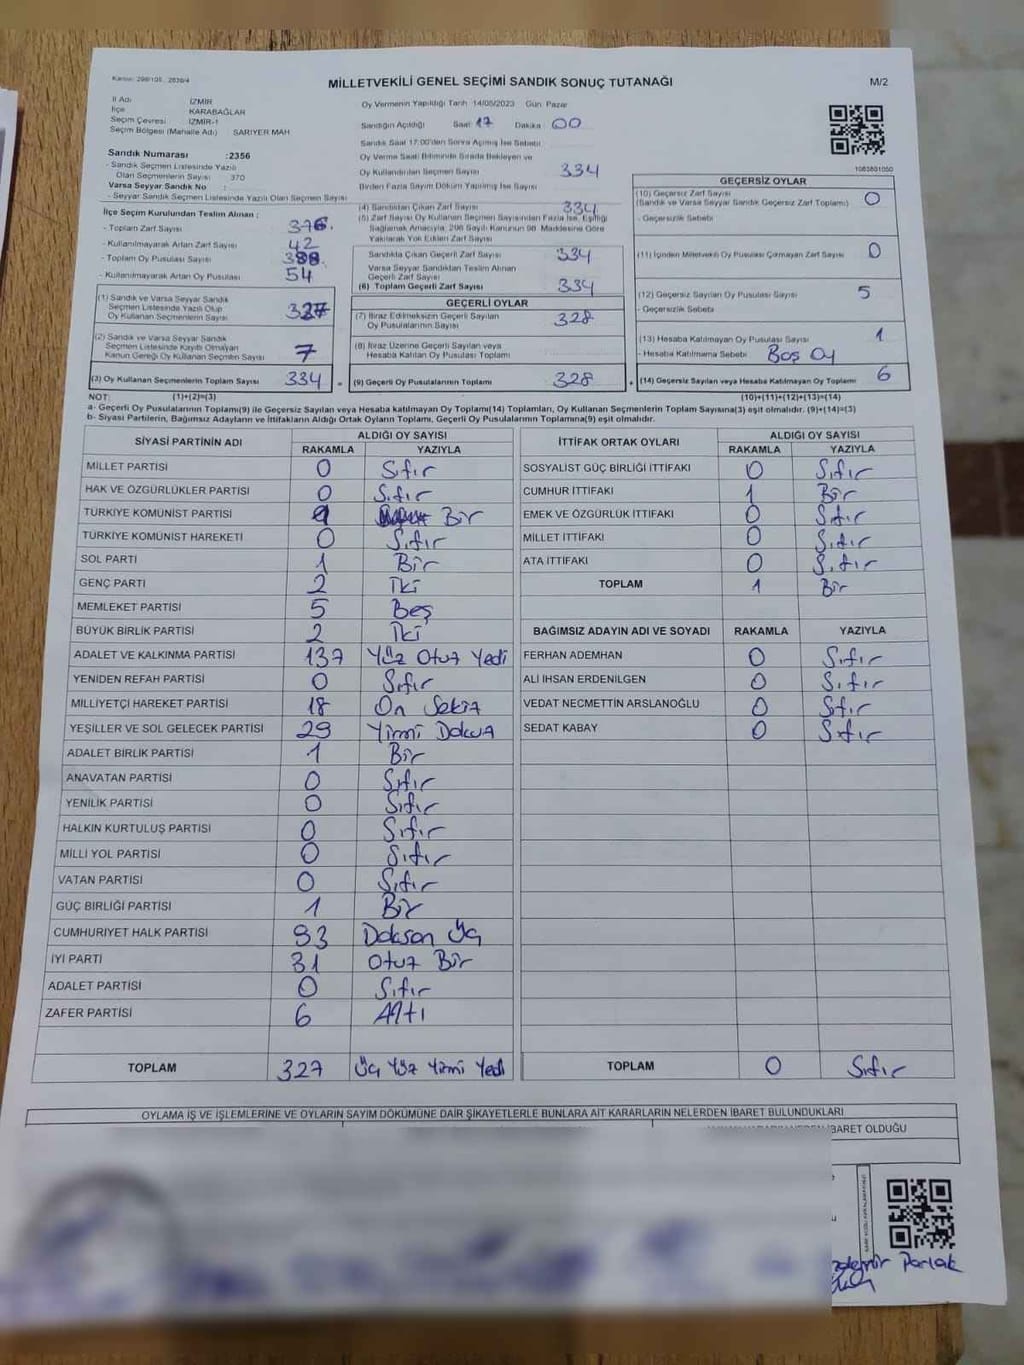 Kanun: 298/105, 2839/4
MİLLETVEKİLİ GENEL SEÇİMİ SANDIK SONUÇ TUTANAĞI
M/2
İl Adı İZMİR
İlçe KARABAĞLAR
Seçim Çevresi İZMİR-1
Seçim Bölgesi (Mahalle Adı) SARIYER MAH
Oy Vermenin Yapıldığı Tarih 14/05/2023 Gün Pazar
Sandığın Açıldığı Saat 17 Dakika 00
Sandık Saat 17:00'den Sonra Açılmış İse Sebebi
Sandık Numarası :2356
- Sandık Seçmen Listesinde Yazılı
Olan Seçmenlerin Sayısı 370
Varsa Seyyar Sandık No :
- Seyyar Sandık Seçmen Listesinde Yazılı Olan Seçmen Sayısı
Oy Verme Saati Bitiminde Sırada Bekleyen ve
Oy Kullandırılan Seçmen Sayısı 334
Birden Fazla Sayım Döküm Yapılmış İse Sayısı
1083801050
İlçe Seçim Kurulundan Teslim Alınan :
- Toplam Zarf Sayısı 376.
- Kullanılmayarak Artan Zarf Sayısı 42
- Toplam Oy Pusulası Sayısı 388.
- Kullanılmayarak Artan Oy Pusulası 54
(4) Sandıktan Çıkan Zarf Sayısı 334
(5) Zarf Sayısı Oy Kullanan Seçmen Sayısından Fazla İse, Eşitliği
Sağlamak Amacıyla, 298 Sayılı Kanunun 98. Maddesine Göre
Yakılarak Yok Edilen Zarf Sayısı
Sandıkta Çıkan Geçerli Zarf Sayısı 334
Varsa Seyyar Sandıktan Teslim Alınan
Geçerli Zarf Sayısı
(6) Toplam Geçerli Zarf Sayısı 334
GEÇERSİZ OYLAR
(10) Geçersiz Zarf Sayısı
(Sandık ve Varsa Seyyar Sandık Geçersiz Zarf Toplamı) 0
- Geçersizlik Sebebi
(11) İçinden Milletvekili Oy Pusulası Çıkmayan Zarf Sayısı 0
(12) Geçersiz Sayılan Oy Pusulası Sayısı 5
- Geçersizlik Sebebi
(13) Hesaba Katılmayan Oy Pusulası Sayısı 1
- Hesaba Katılmama Sebebi Boş Oy
(14) Geçersiz Sayılan veya Hesaba Katılmayan Oy Toplamı 6
(1) Sandık ve Varsa Seyyar Sandık
Seçmen Listesinde Yazılı Olup
Oy Kullanan Seçmenlerin Sayısı 327
(2) Sandık ve Varsa Seyyar Sandık
Seçmen Listesinde Kayıtlı Olmayan
Kanun Gereği Oy Kullanan Seçmen Sayısı 7
(3) Oy Kullanan Seçmenlerin Toplam Sayısı 334 =
GEÇERLİ OYLAR
(7) İtiraz Edilmeksizin Geçerli Sayılan
Oy Pusulalarının Sayısı 328
(8) İtiraz Üzerine Geçerli Sayılan veya
Hesaba Katılan Oy Pusulası Toplamı
(9) Geçerli Oy Pusulalarının Toplamı 328 +
NOT: (1)+(2)=(3) (10)+(11)+(12)+(13)=(14)
a- Geçerli Oy Pusulalarının Toplamı(9) ile Geçersiz Sayılan veya Hesaba katılmayan Oy Toplamı(14) Toplamları, Oy Kullanan Seçmenlerin Toplam Sayısına(3) eşit olmalıdır. (9)+(14)=(3)
b- Siyasi Partilerin, Bağımsız Adayların ve İttifakların Aldığı Ortak Oyların Toplamı, Geçerli Oy Pusulalarının Toplamına(9) eşit olmalıdır.
SİYASİ PARTİNİN ADI ALDIĞI OY SAYISI
RAKAMLA YAZIYLA
MİLLET PARTİSİ 0 Sıfır
HAK VE ÖZGÜRLÜKLER PARTİSİ 0 Sıfır
TÜRKİYE KOMÜNİST PARTİSİ Bir
TÜRKİYE KOMÜNİST HAREKETİ 0 Sıfır
SOL PARTİ 1 Bir
GENÇ PARTİ 2 İki
MEMLEKET PARTİSİ 5 Beş
BÜYÜK BİRLİK PARTİSİ 2 İki
ADALET VE KALKINMA PARTİSİ 137 Yüz Otuz Yedi
YENİDEN REFAH PARTİSİ 0 Sıfır
MİLLİYETÇİ HAREKET PARTİSİ 18 On Sekiz
YEŞİLLER VE SOL GELECEK PARTİSİ 29 Yirmi Dokuz
ADALET BİRLİK PARTİSİ 1 Bir
ANAVATAN PARTİSİ 0 Sıfır
YENİLİK PARTİSİ 0 Sıfır
HALKIN KURTULUŞ PARTİSİ 0 Sıfır
MİLLİ YOL PARTİSİ 0 Sıfır
VATAN PARTİSİ 0 Sıfır
GÜÇ BİRLİĞİ PARTİSİ 1 Bir
CUMHURİYET HALK PARTİSİ 93 Doksan Üç
İYİ PARTİ 31 Otuz Bir
ADALET PARTİSİ 0 Sıfır
ZAFER PARTİSİ 6 Altı
TOPLAM 327 Üç Yüz Yirmi Yedi
İTTİFAK ORTAK OYLARI ALDIĞI OY SAYISI
RAKAMLA YAZIYLA
SOSYALİST GÜÇ BİRLİĞİ İTTİFAKI 0 Sıfır
CUMHUR İTTİFAKI 1 Bir
EMEK VE ÖZGÜRLÜK İTTİFAKI 0 Sıfır
MİLLET İTTİFAKI 0 Sıfır
ATA İTTİFAKI 0 Sıfır
TOPLAM 1 Bir
BAĞIMSIZ ADAYIN ADI VE SOYADI RAKAMLA YAZIYLA
FERHAN ADEMHAN 0 Sıfır
ALİ İHSAN ERDENİLGEN 0 Sıfır
VEDAT NECMETTİN ARSLANOĞLU 0 Sıfır
SEDAT KABAY 0 Sıfır
TOPLAM 0 Sıfır
OYLAMA İŞ VE İŞLEMLERİNE VE OYLARIN SAYIM DÖKÜMÜNE DAİR ŞİKAYETLERLE BUNLARA AİT KARARLARIN NELERDEN İBARET BULUNDUKLARI
İBARET OLDUĞU
Parlak